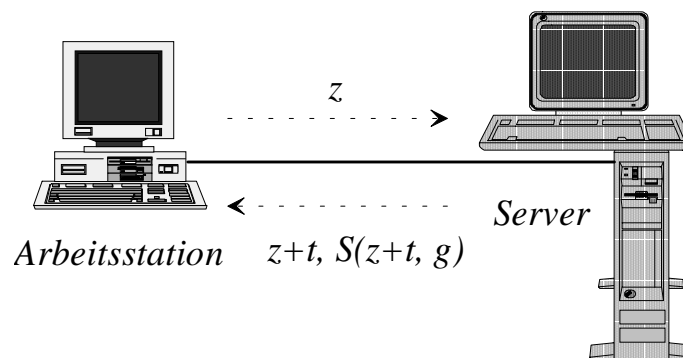 z
Server
Arbeitsstation
z+t, S(z+t, g)